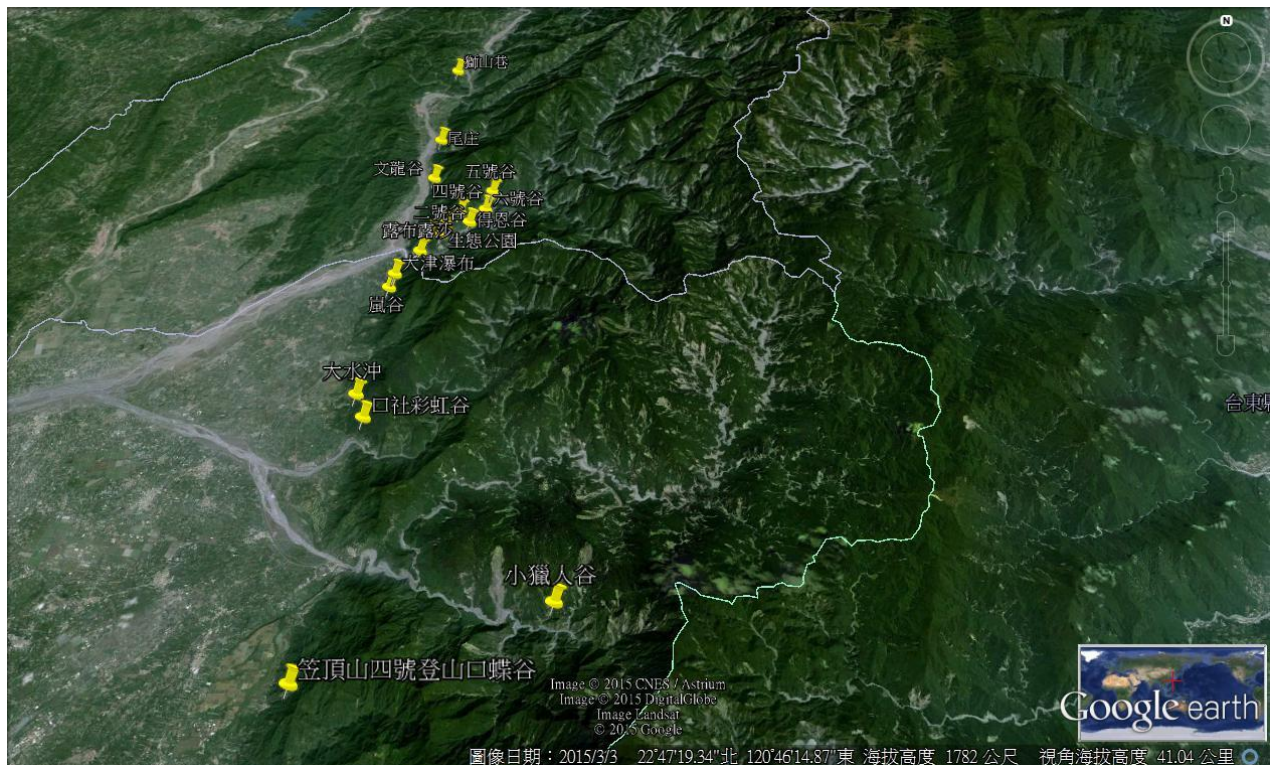 N
獅山巷
尾庄
文龍谷
五號谷
四號谷
六號谷
二號谷
得恩谷
露布露沙
生態公園
大津瀑布
嵐谷
大水沖
口社彩虹谷
台東縣
小獵人谷
笠頂山四號登山口蝶谷
Image © 2015 CNES / Astrium
Image © 2015 DigitalGlobe
Image Landsat
© 2015 Google
Google earth
圖像日期：2015/3/3 22°47'19.34"北 120°46'14.87"東 海拔高度 1782 公尺 視角海拔高度 41.04 公里